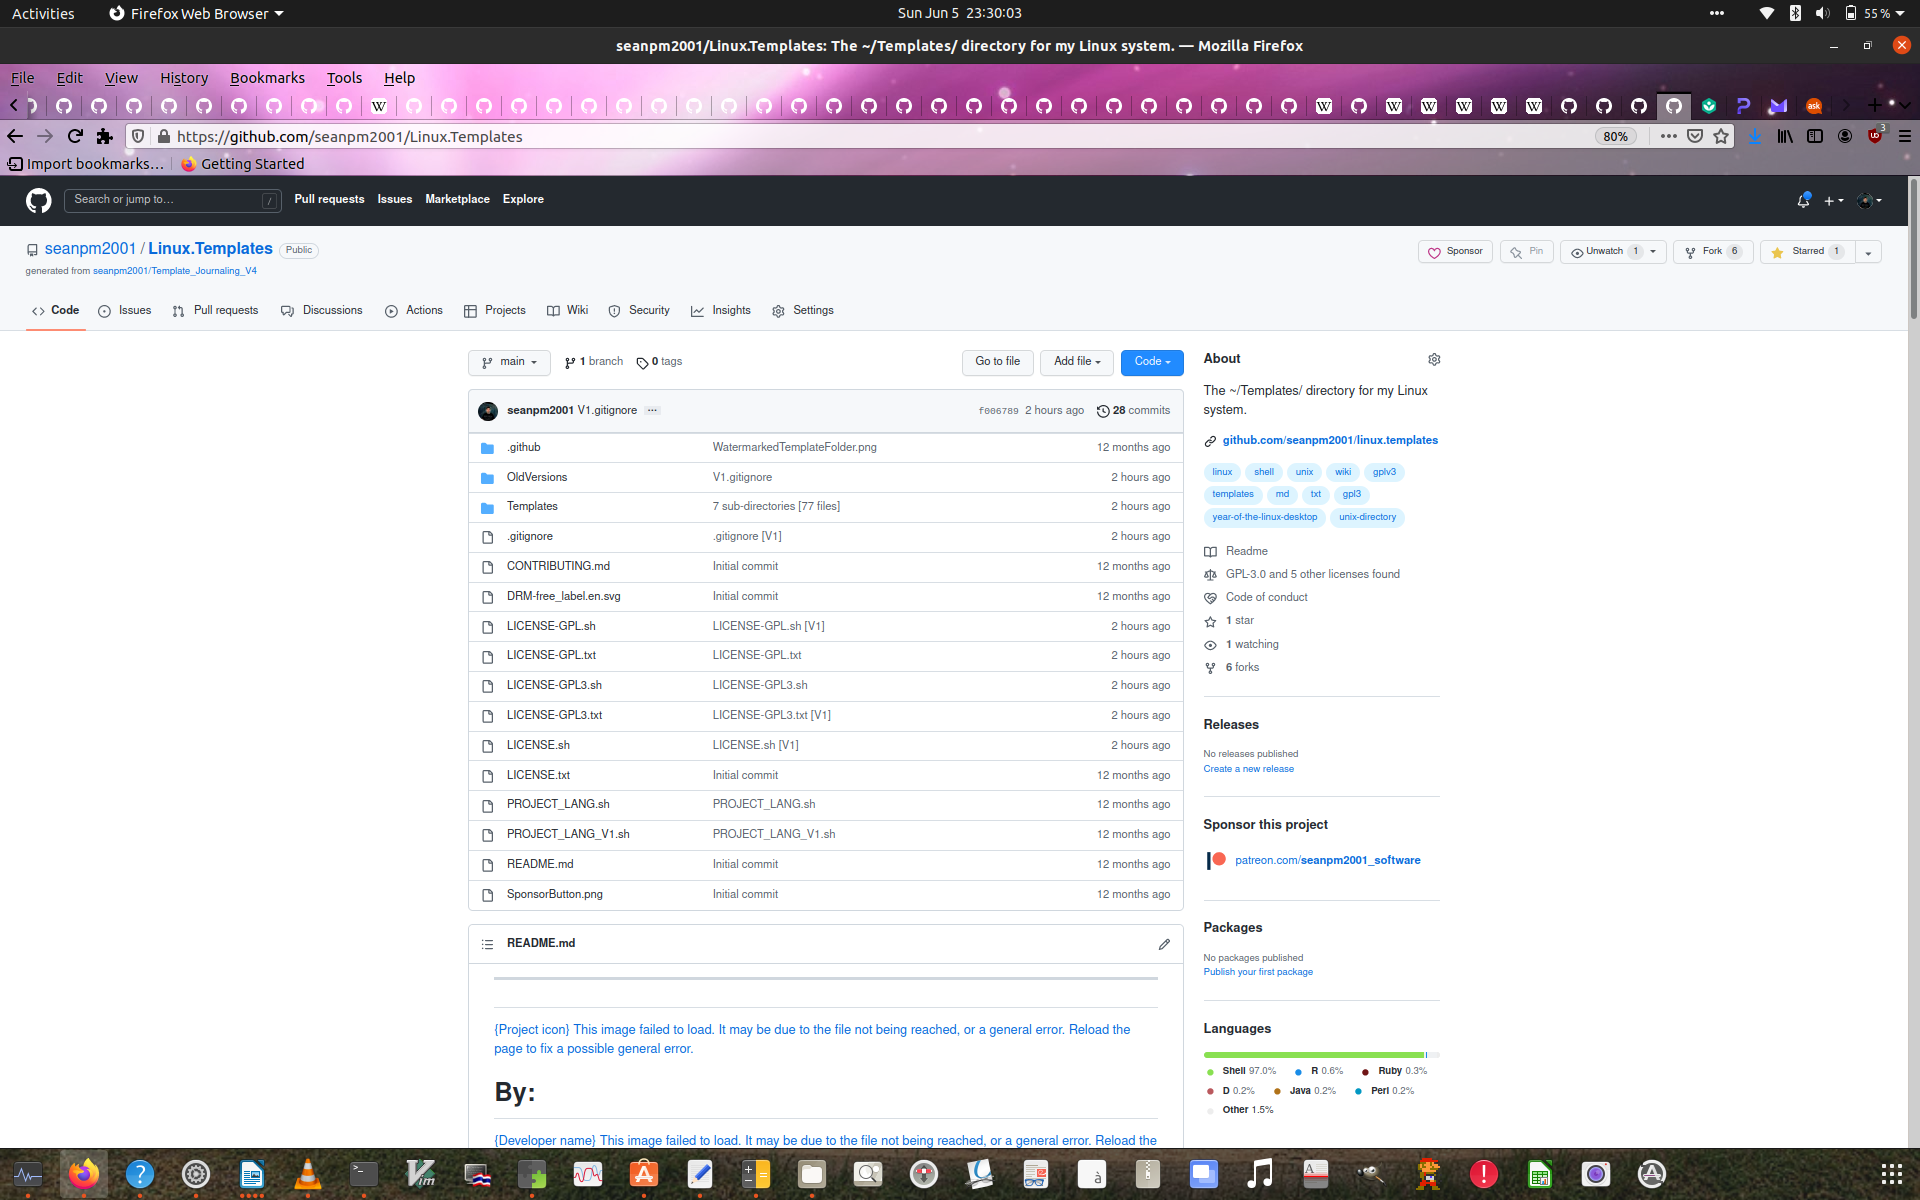 Activities Firefox Web Browser Sun Jun 5 23:30:03 55 %
seanpm2001/Linux.Templates: The ~/Templates/ directory for my Linux system. — Mozilla Firefox
File Edit View History Bookmarks Tools Help
https://github.com/seanpm2001/Linux.Templates 80% 3
Import bookmarks… Getting Started
Search or jump to… / Pull requests Issues Marketplace Explore
seanpm2001 / Linux.Templates Public
generated from seanpm2001/Template_Journaling_V4
Sponsor Pin Unwatch 1 Fork 6 Starred 1
Code Issues Pull requests Discussions Actions Projects Wiki Security Insights Settings
main 1 branch 0 tags Go to file Add file Code
seanpm2001 V1.gitignore ··· f006789 2 hours ago 28 commits
.github WatermarkedTemplateFolder.png 12 months ago
OldVersions V1.gitignore 2 hours ago
Templates 7 sub-directories [77 files] 2 hours ago
.gitignore .gitignore [V1] 2 hours ago
CONTRIBUTING.md Initial commit 12 months ago
DRM-free_label.en.svg Initial commit 12 months ago
LICENSE-GPL.sh LICENSE-GPL.sh [V1] 2 hours ago
LICENSE-GPL.txt LICENSE-GPL.txt 2 hours ago
LICENSE-GPL3.sh LICENSE-GPL3.sh 2 hours ago
LICENSE-GPL3.txt LICENSE-GPL3.txt [V1] 2 hours ago
LICENSE.sh LICENSE.sh [V1] 2 hours ago
LICENSE.txt Initial commit 12 months ago
PROJECT_LANG.sh PROJECT_LANG.sh 12 months ago
PROJECT_LANG_V1.sh PROJECT_LANG_V1.sh 12 months ago
README.md Initial commit 12 months ago
SponsorButton.png Initial commit 12 months ago
README.md
{Project icon} This image failed to load. It may be due to the file not being reached, or a general error. Reload the
page to fix a possible general error.
By:
{Developer name} This image failed to load. It may be due to the file not being reached, or a general error. Reload the
About
The ~/Templates/ directory for my Linux
system.
github.com/seanpm2001/linux.templates
linux shell unix wiki gplv3
templates md txt gpl3
year-of-the-linux-desktop unix-directory
Readme
GPL-3.0 and 5 other licenses found
Code of conduct
1 star
1 watching
6 forks
Releases
No releases published
Create a new release
Sponsor this project
patreon.com/seanpm2001_software
Packages
No packages published
Publish your first package
Languages
Shell 97.0% R 0.6% Ruby 0.3%
D 0.2% Java 0.2% Perl 0.2%
Other 1.5%